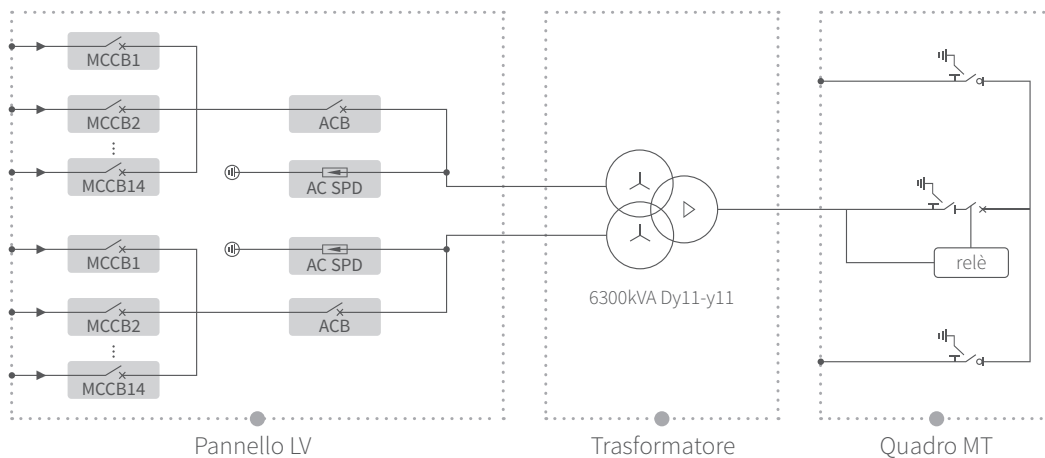 MCCB1
MCCB2
ACB
MCCB14
AC SPD
MCCB1
AC SPD
MCCB2
ACB
MCCB14
6300kVA Dy11-y11
relè
Pannello LV
Trasformatore
Quadro MT